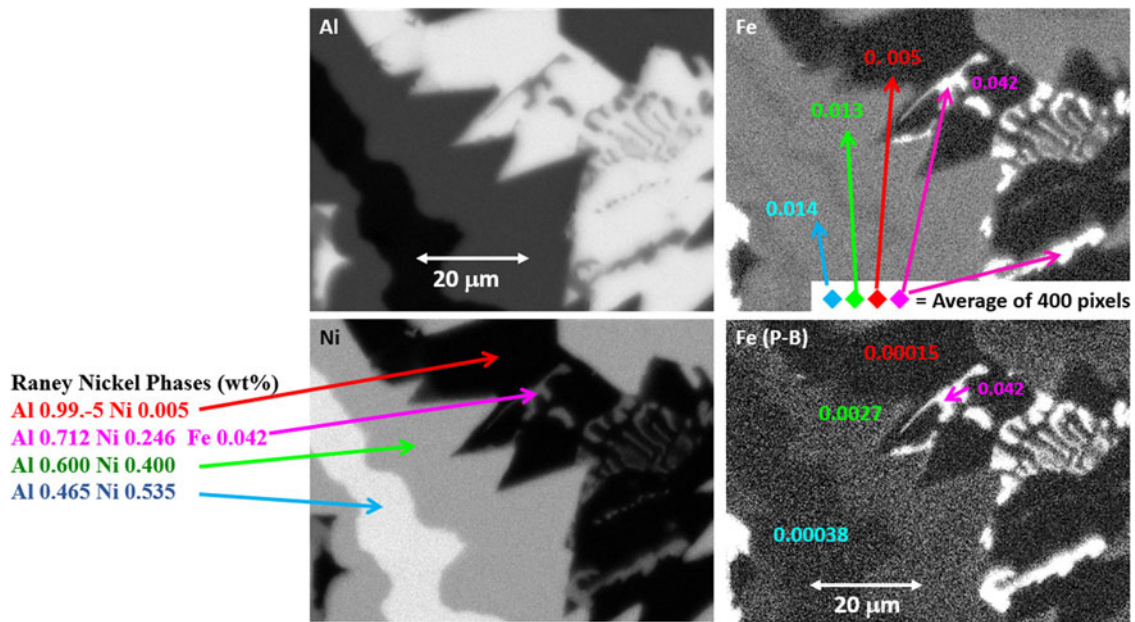 Al
20 μm
Fe
0. 005
0.042
0.013
0.014
= Average of 400 pixels
Ni
Raney Nickel Phases (wt%)
Al 0.99.-5 Ni 0.005
Al 0.712 Ni 0.246 Fe 0.042
Al 0.600 Ni 0.400
Al 0.465 Ni 0.535
Fe (P-B)
0.00015
0.042
0.0027
0.00038
20 μm